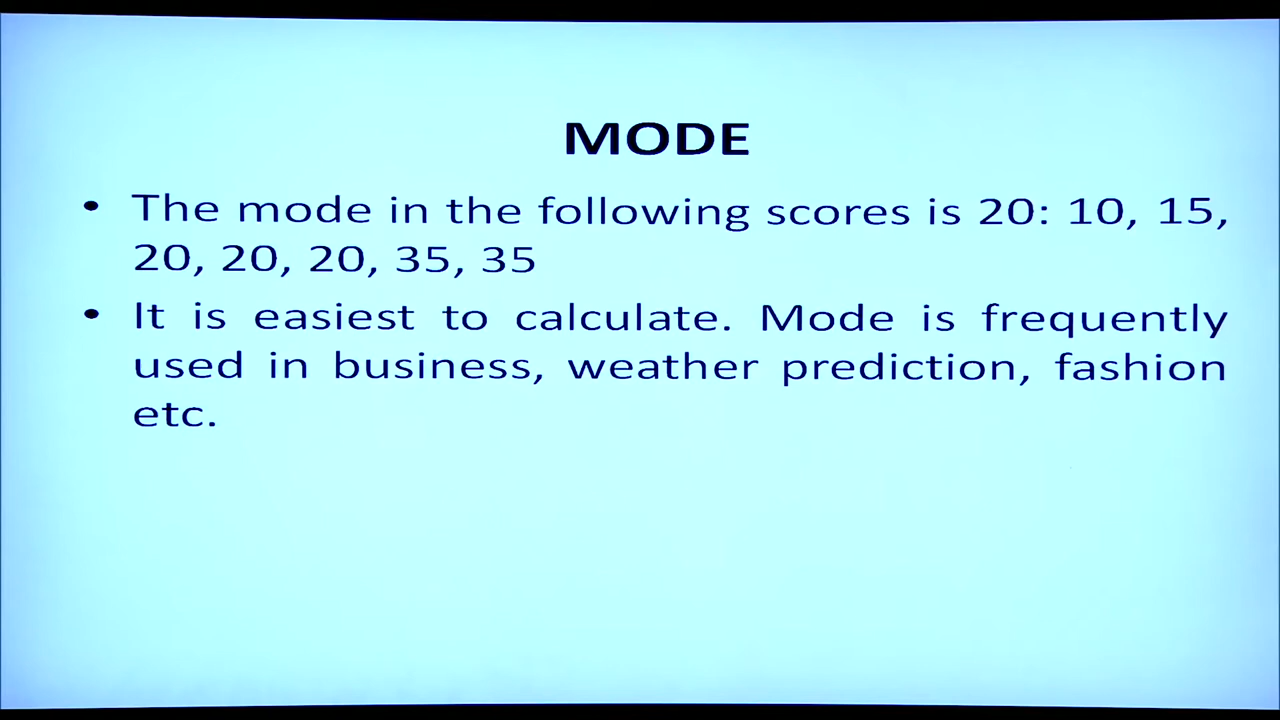 MODE
• The mode in the following scores is 20: 10, 15,
20, 20, 20, 35, 35
• It is easiest to calculate. Mode is frequently
used in business, weather prediction, fashion
etc.